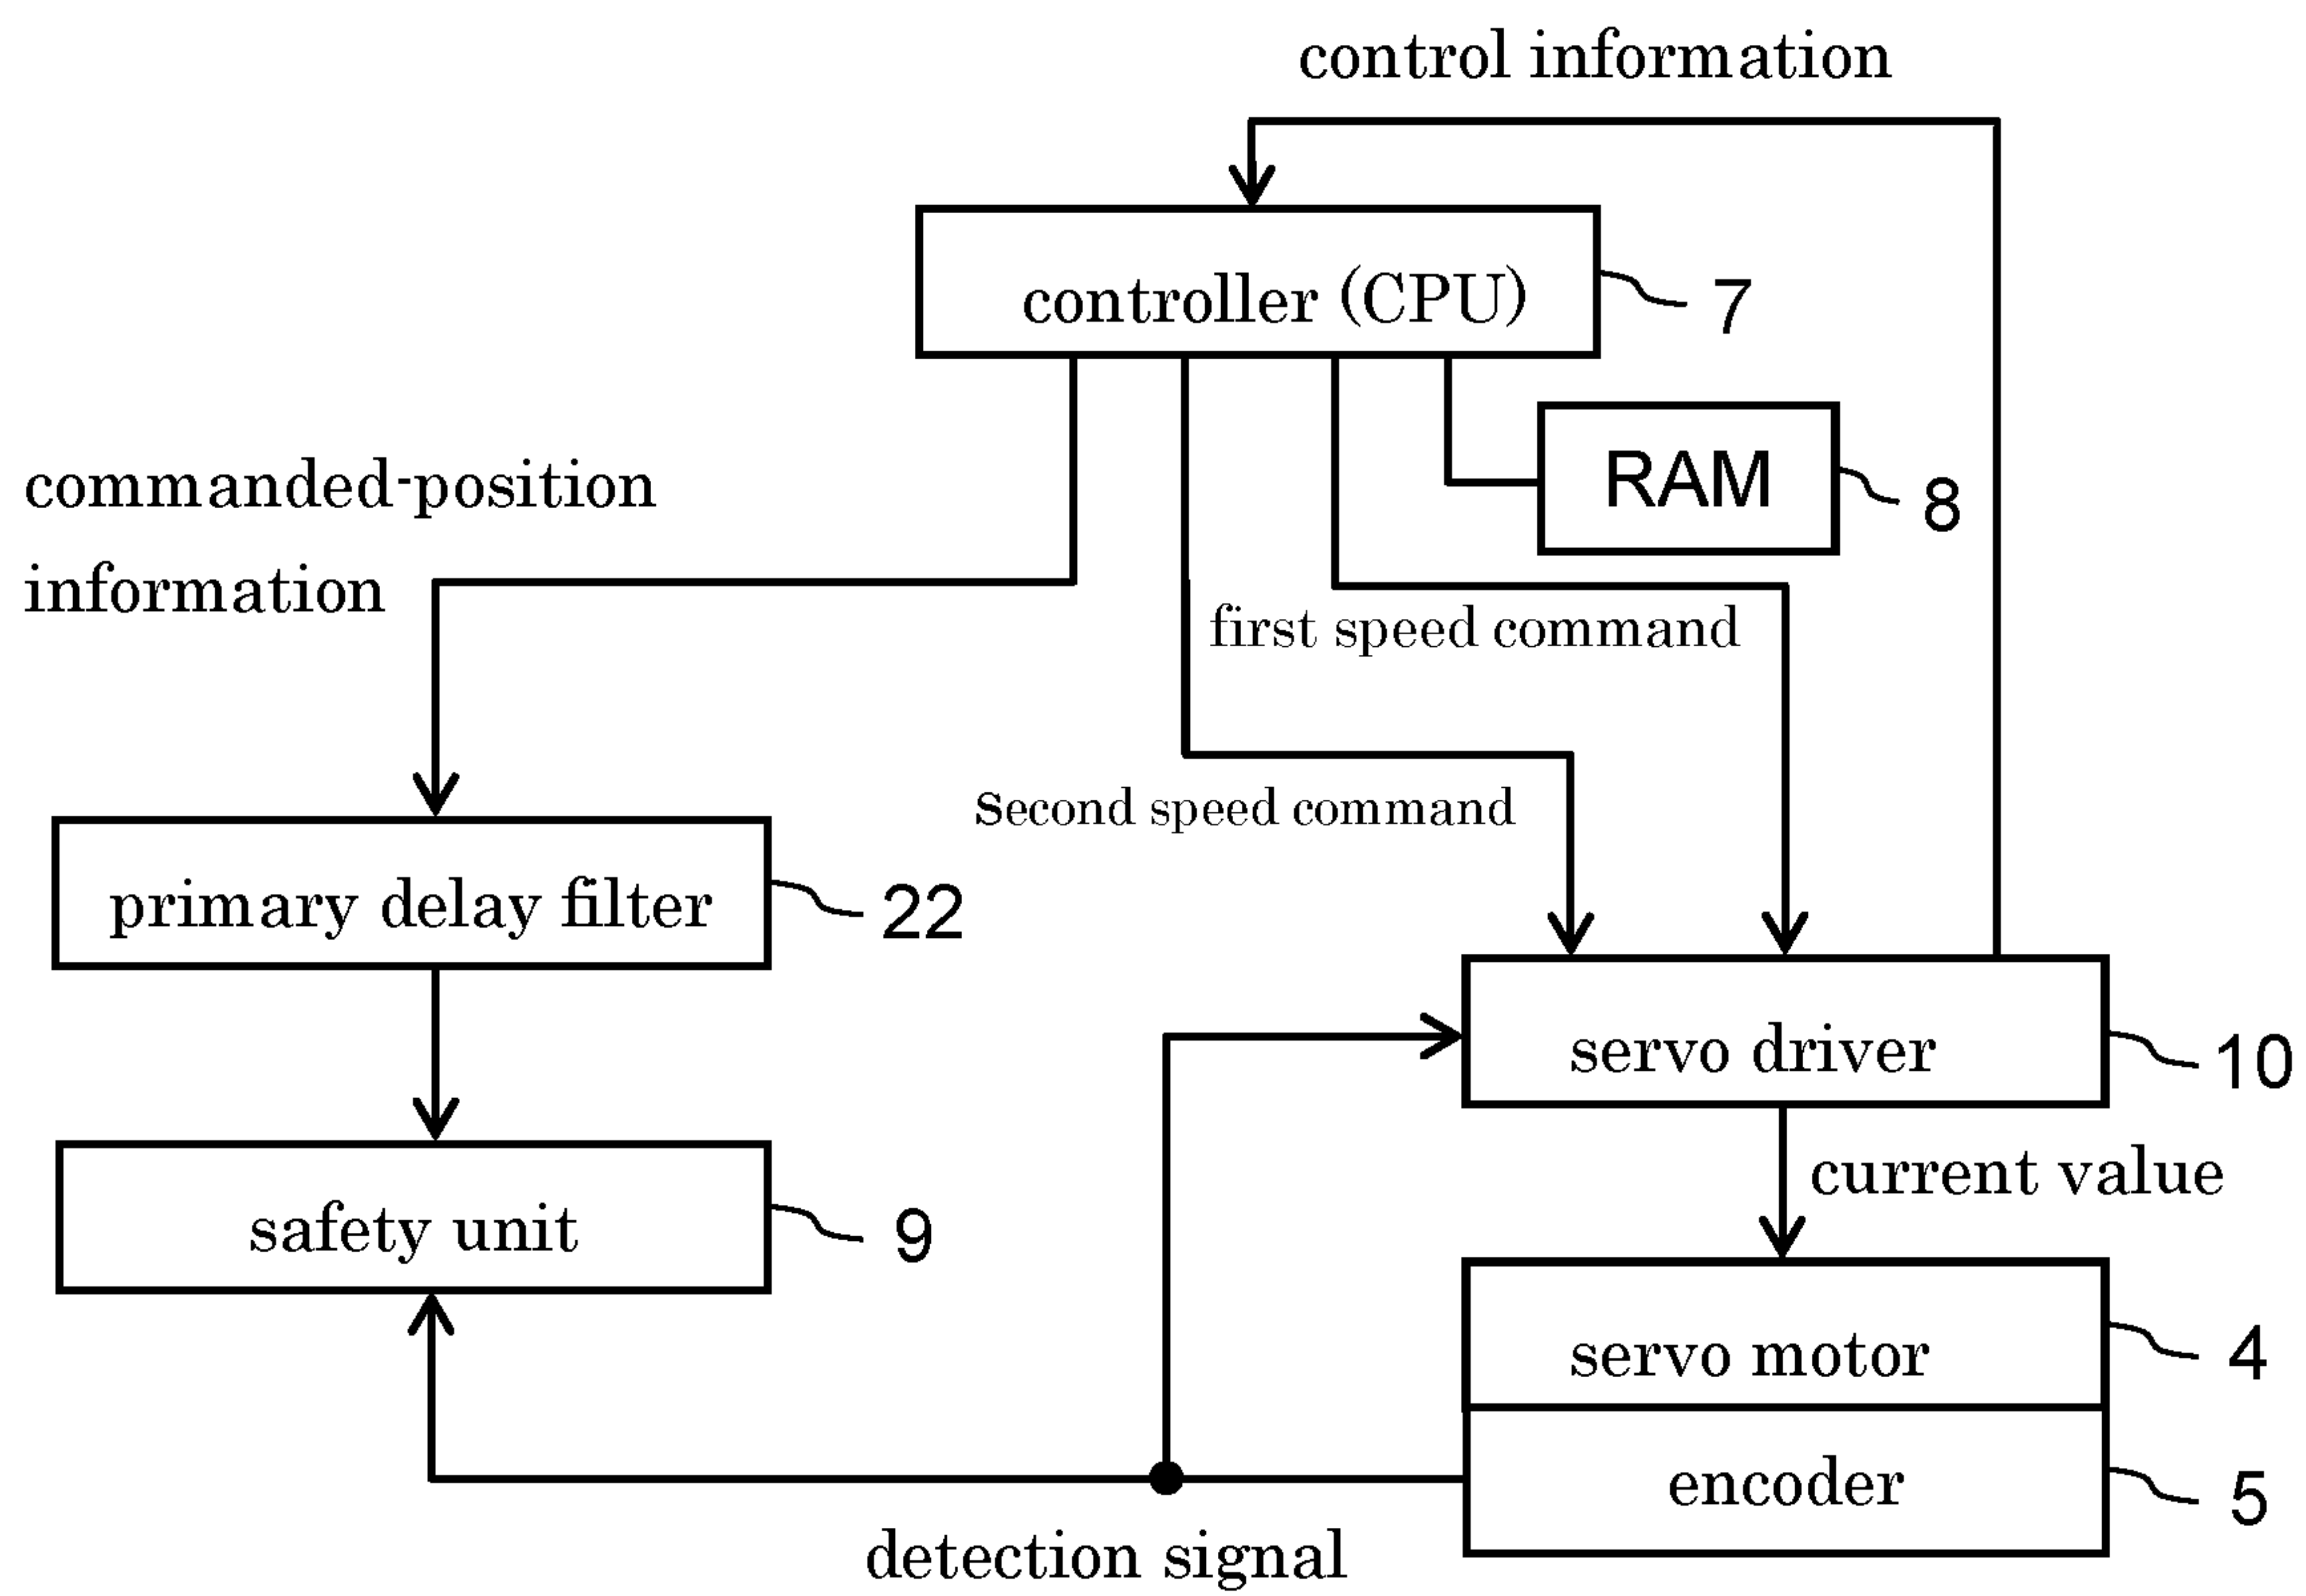 control information
controller (CPU)
7
RAM
8
commanded-position
information
first speed command
Second speed command
primary delay filter
22
servo driver
10
current value
safety unit
9
servo motor
4
encoder
5
detection signal